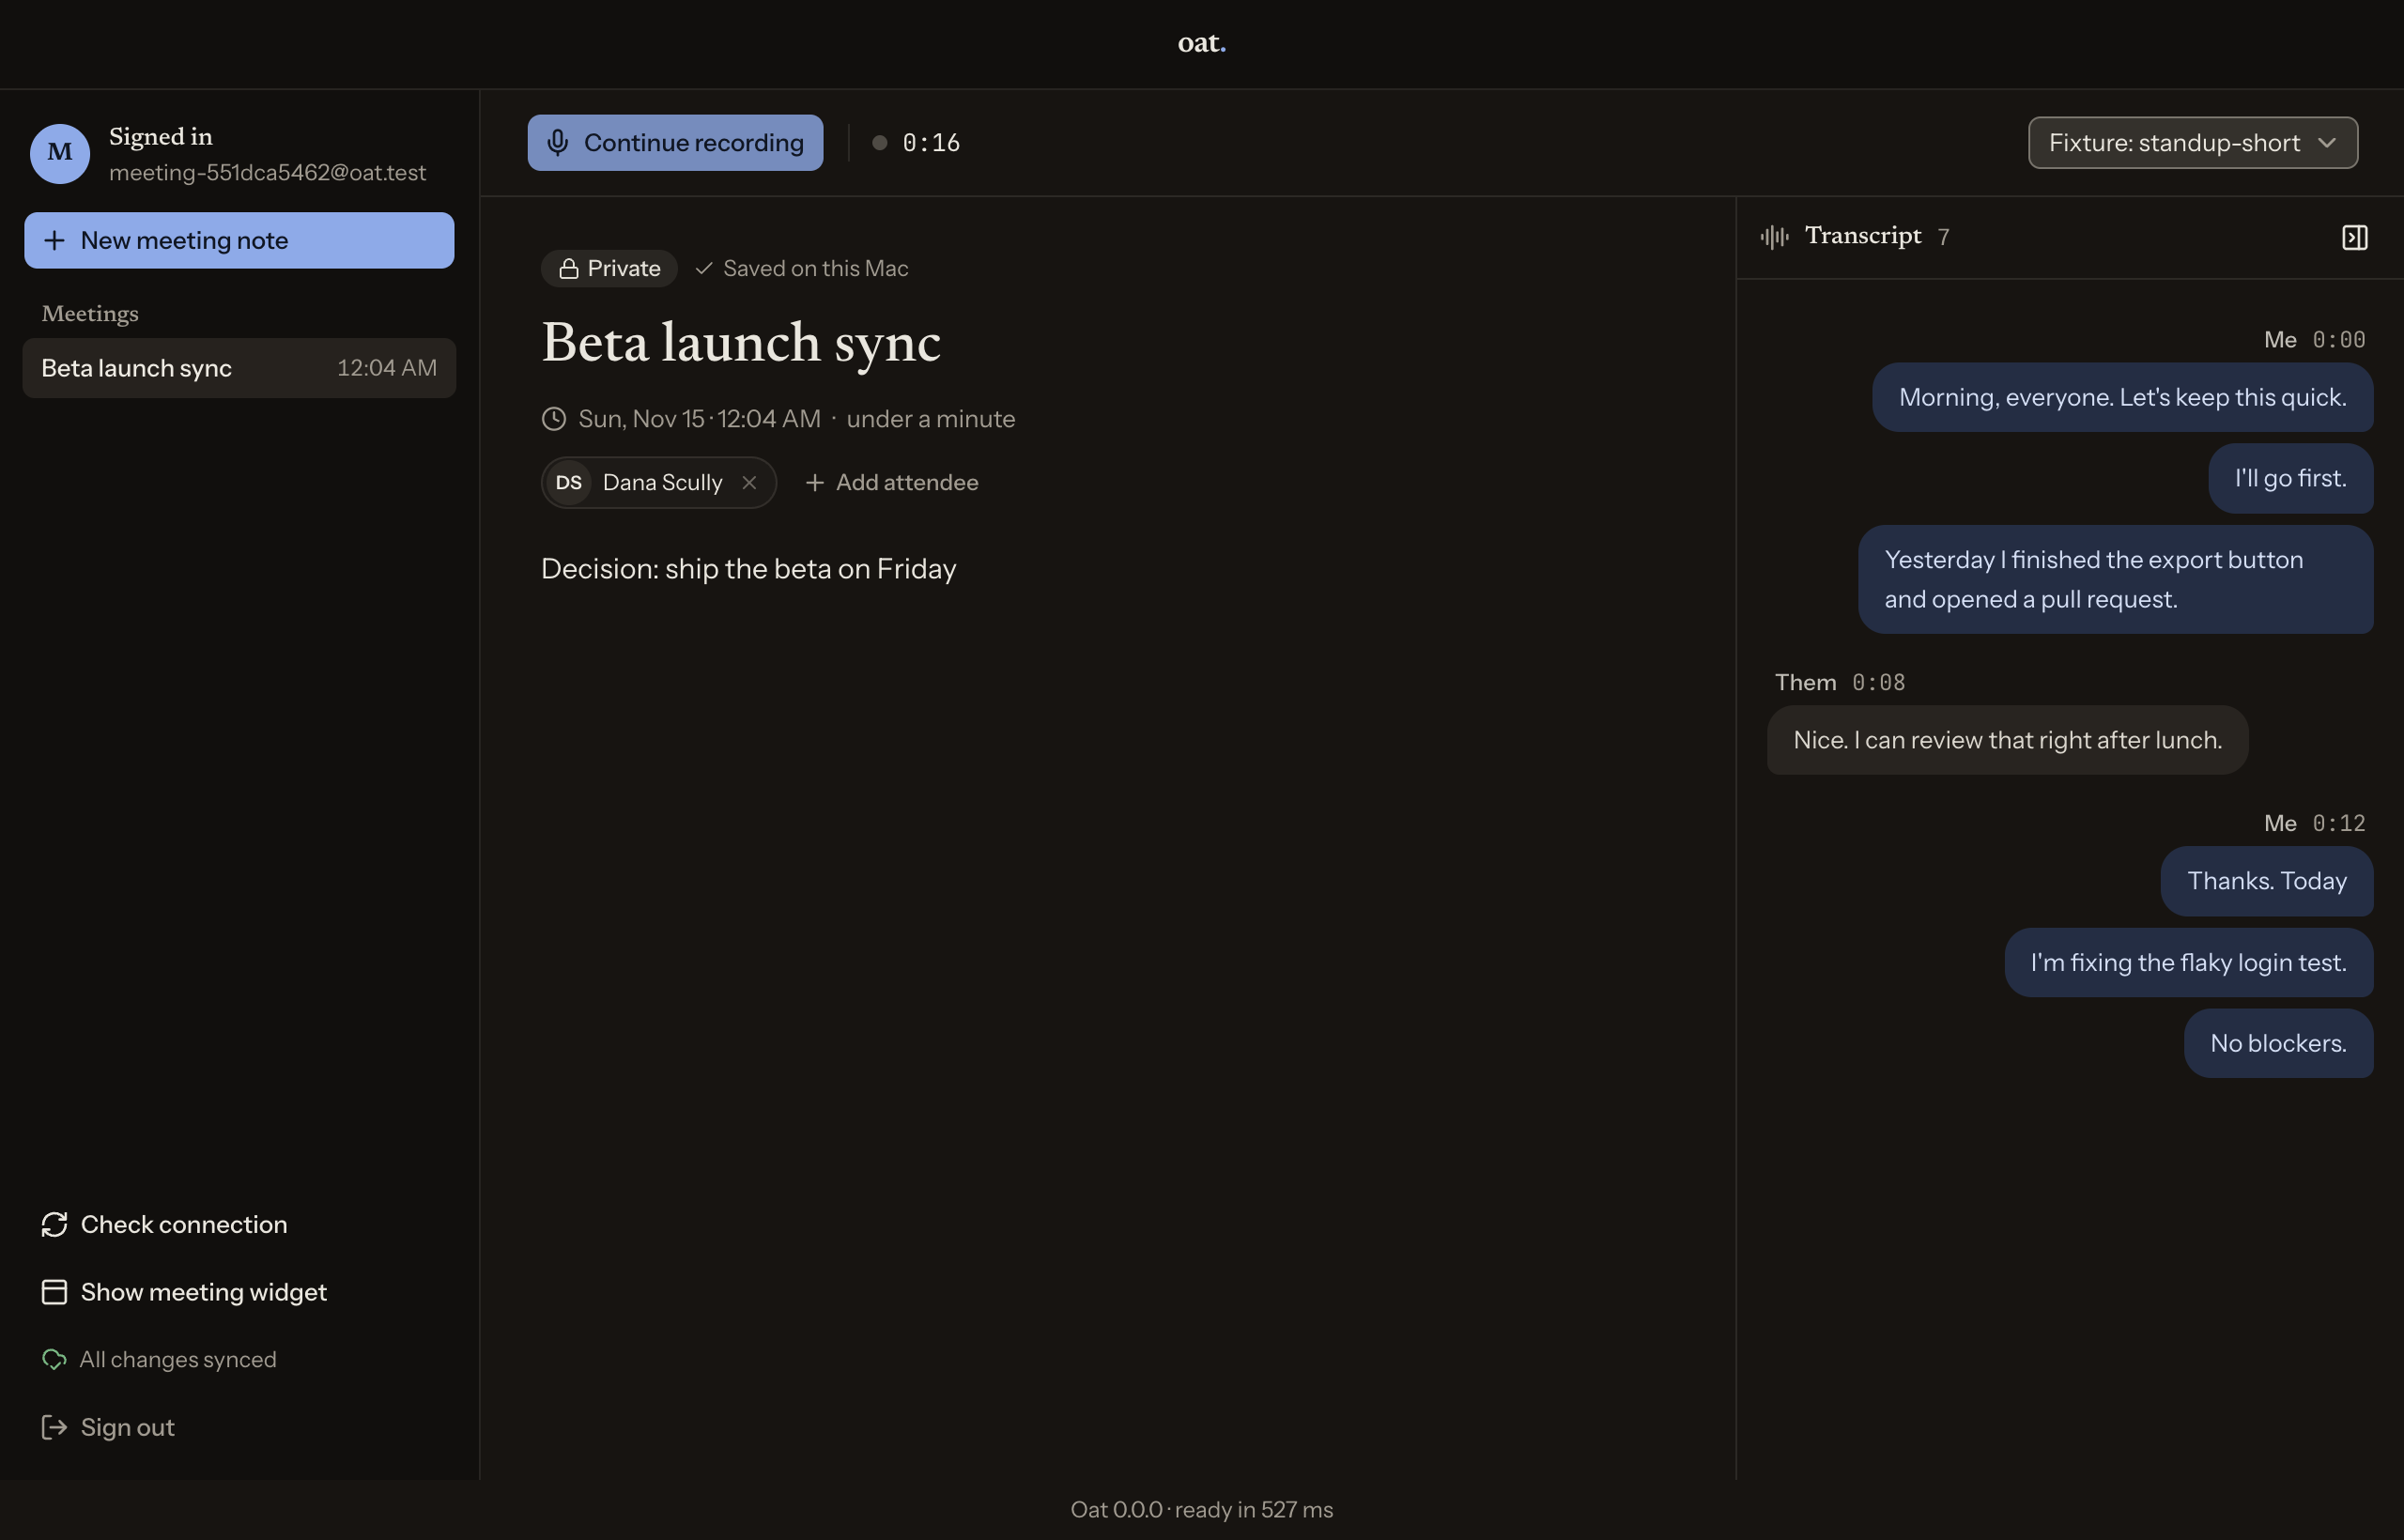 oat.
M
Signed in
meeting-551dca5462@oat.test
New meeting note
Meetings
Beta launch sync 12:04 AM
Check connection
Show meeting widget
All changes synced
Sign out
Continue recording
0:16
Fixture: standup-short
Private
Saved on this Mac
Beta launch sync
Sun, Nov 15 · 12:04 AM · under a minute
DS Dana Scully
Add attendee
Decision: ship the beta on Friday
Transcript 7
Me 0:00
Morning, everyone. Let's keep this quick.
I'll go first.
Yesterday I finished the export button
and opened a pull request.
Them 0:08
Nice. I can review that right after lunch.
Me 0:12
Thanks. Today
I'm fixing the flaky login test.
No blockers.
Oat 0.0.0 · ready in 527 ms